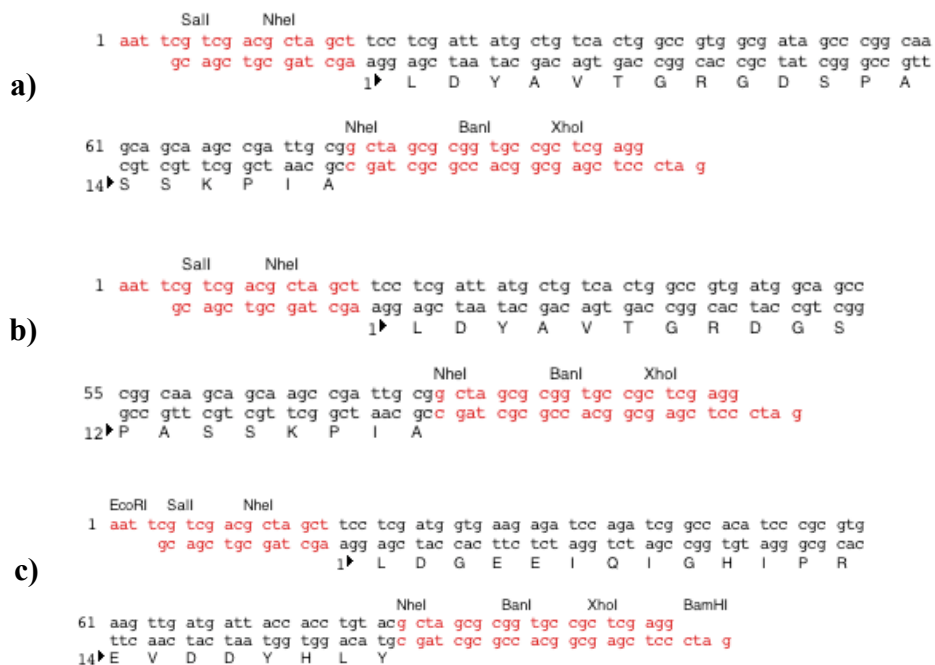 SalI NheI
1 aat tcg tcg acg cta gct tcc tcg att atg ctg tca ctg gcc gtg gcg ata gcc cgg caa
gc agc tgc gat cga agg agc taa tac gac agt gac cgg cac cgc tat cgg gcc gtt
a)
1 L D Y A V T G R G D S P A
NheI BanI XhoI
61 gca gca agc cga ttg cgg cta gcg cgg tgc cgc tcg agg
cgt cgt tcg gct aac gcc gat cgc gcc acg gcg agc tcc cta g
14 S S K P I A
SalI NheI
1 aat tcg tcg acg cta gct tcc tcg att atg ctg tca ctg gcc gtg atg gca gcc
gc agc tgc gat cga agg agc taa tac gac agt gac cgg cac tac cgt cgg
1 L D Y A V T G R D G S
b)
NheI BanI XhoI
55 cgg caa gca gca agc cga ttg cgg cta gcg cgg tgc cgc tcg agg
gcc gtt cgt cgt tcg gct aac gcc gat cgc gcc acg gcg agc tcc cta g
12 P A S S K P I A
EcoRI SalI NheI
1 aat tcg tcg acg cta gct tcc tcg atg gtg aag aga tcc aga tcg gcc aca tcc cgc gtg
gc agc tgc gat cga agg agc tac cac ttc tct agg tct agc cgg tgt agg gcg cac
1 L D G E E I Q I G H I P R
c)
NheI BanI XhoI BamHI
61 aag ttg atg att acc acc tgt acg cta gcg cgg tgc cgc tcg agg
ttc aac tac taa tgg tgg aca tgc gat cgc gcc acg gcg agc tcc cta g
14 E V D D Y H L Y